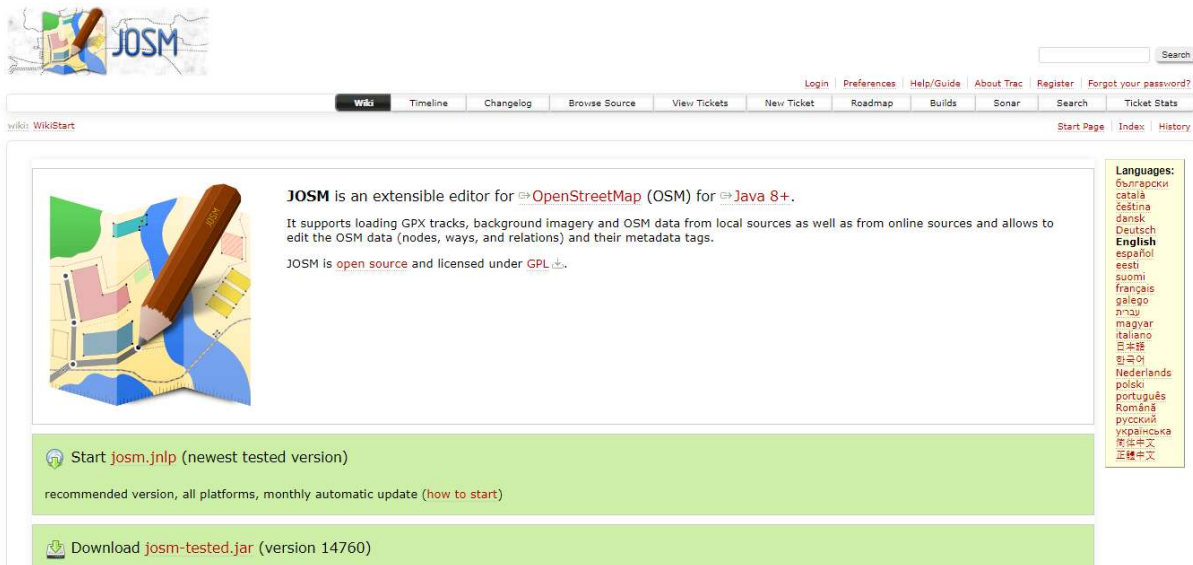 JOSM
Search
Login Preferences Help/Guide About Trac Register Forgot your password?
Wiki Timeline Changelog Browse Source View Tickets New Ticket Roadmap Builds Sonar Search Ticket Stats
wiki: WikiStart
Start Page Index History
JOSM
JOSM is an extensible editor for OpenStreetMap (OSM) for Java 8+.
It supports loading GPX tracks, background imagery and OSM data from local sources as well as from online sources and allows to
edit the OSM data (nodes, ways, and relations) and their metadata tags.
JOSM is open source and licensed under GPL.
Start josm.jnlp (newest tested version)
recommended version, all platforms, monthly automatic update (how to start)
Download josm-tested.jar (version 14760)
Languages:
български
català
čeština
dansk
Deutsch
English
español
eesti
suomi
français
galego
עברית
magyar
italiano
日本語
한국어
Nederlands
polski
português
Română
русский
українська
简体中文
正體中文